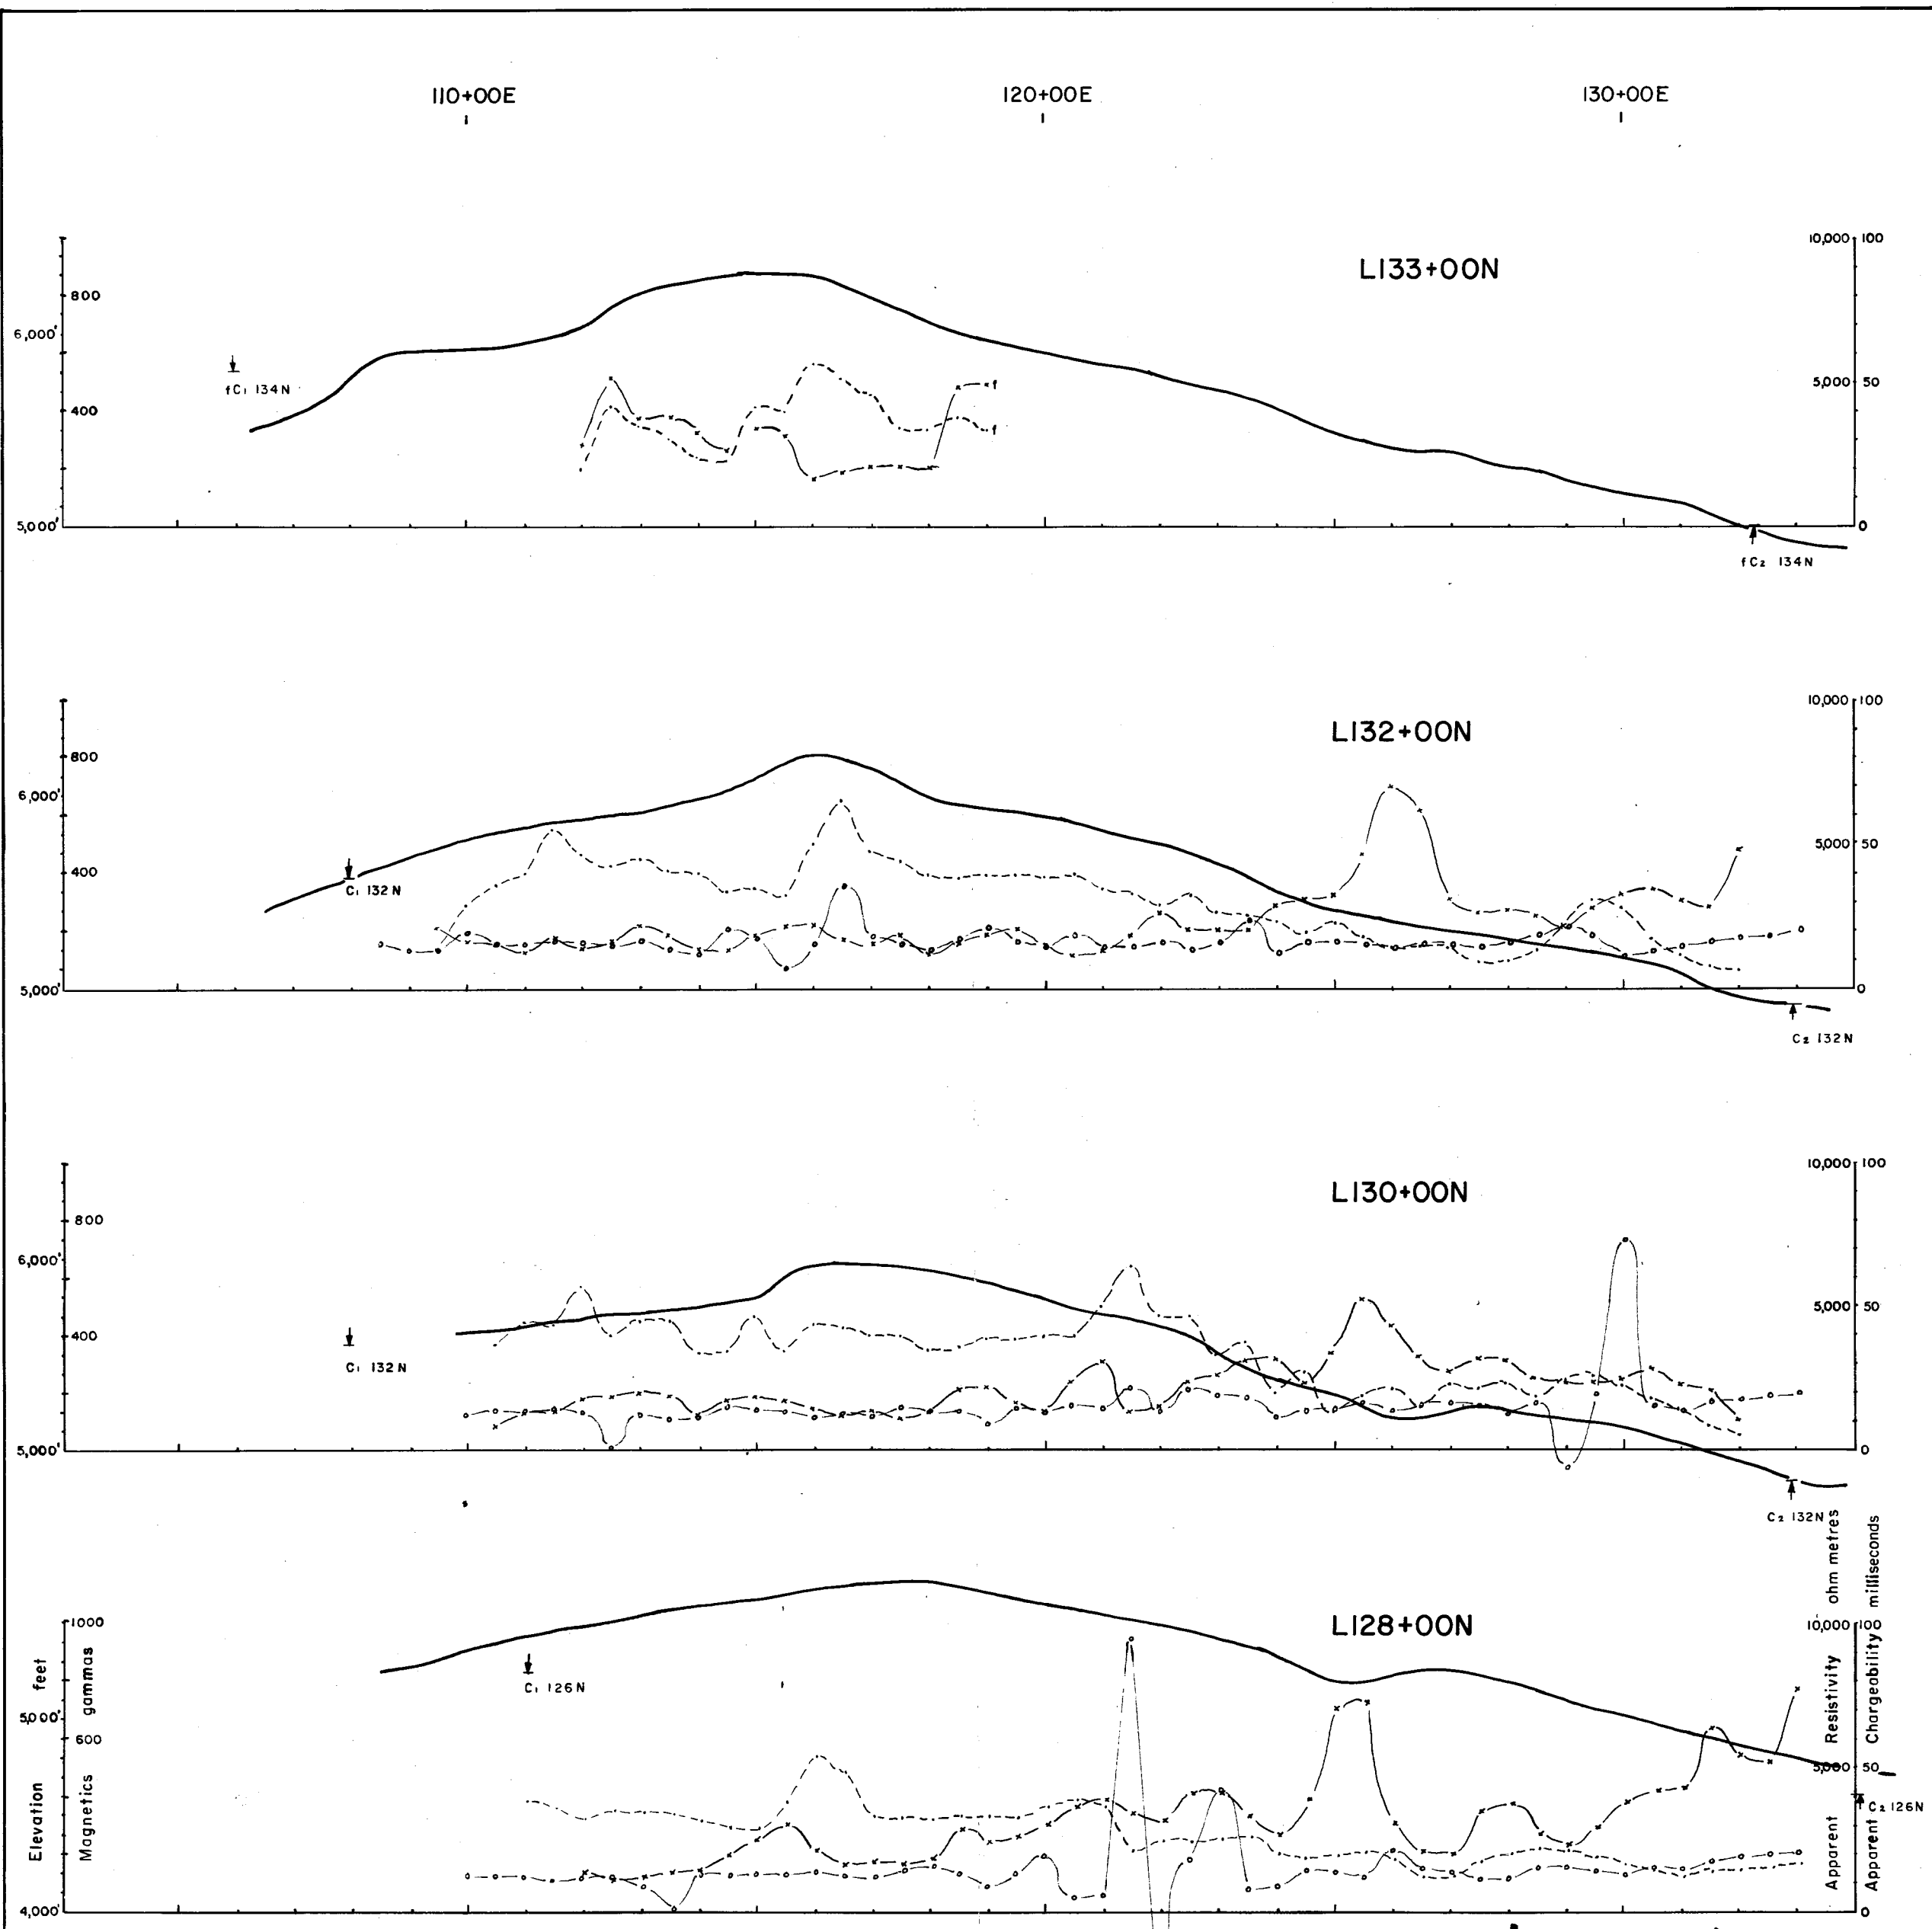 110+00E 120+00E 130+00E
L133+00N
10,000 100
800
6,000'
fC1 134N
5,000 50
400
f
f
5,000'
0
fC2 134N
L132+00N
10,000 100
800
6,000'
5,000 50
400
C1 132N
5,000'
0
C2 132N
10,000 100
L130+00N
800
6,000'
5,000 50
400
C1 132N
5,000'
0
C2 132N
L128+00N
1000
10,000 100
C1 126N
5,000'
600
5,000 50
C2 126N
4,000'
0
Elevation feet
Magnetics gammas
Apparent Resistivity ohm metres
Apparent Chargeability milliseconds